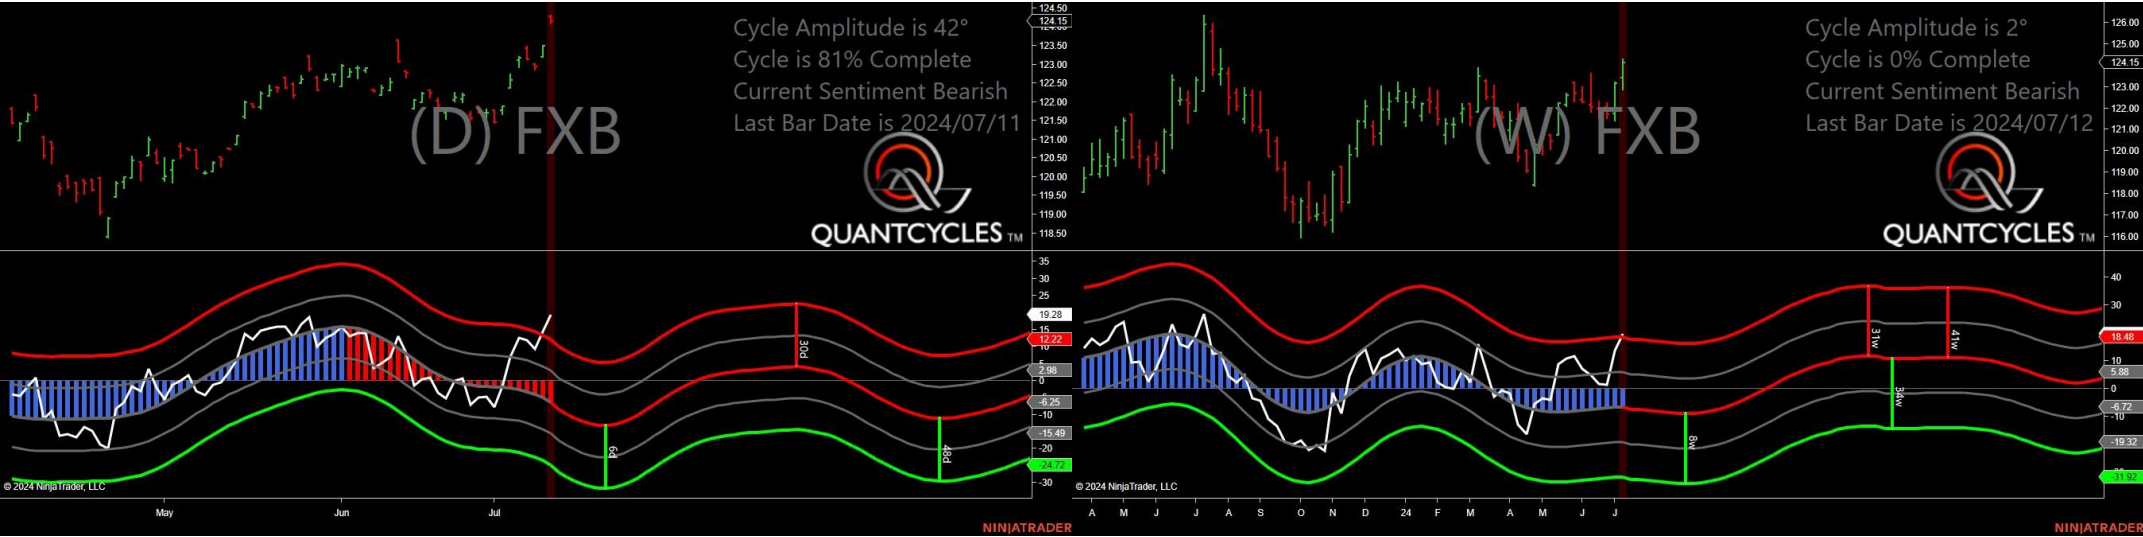 Cycle Amplitude is 42°
Cycle is 81% Complete
Current Sentiment Bearish
Last Bar Date is 2024/07/11
(D) FXB
QUANTCYCLES TM
124.50
124.15
123.50
123.00
122.50
122.00
121.50
121.00
120.50
120.00
119.50
119.00
118.50
35
30
25
19.28
15
12.22
2.98
0
-6.25
-10
-15.49
-20
-24.72
-30
6d
30d
48d
© 2024 NinjaTrader, LLC
May Jun Jul
NINJATRADER
Cycle Amplitude is 2°
Cycle is 0% Complete
Current Sentiment Bearish
Last Bar Date is 2024/07/12
(W) FXB
QUANTCYCLES TM
126.00
125.00
124.15
123.00
122.00
121.00
120.00
119.00
118.00
117.00
116.00
40
30
18.48
10
5.88
0
-6.72
-10
-19.32
-31.92
8w
31w
34w
41w
© 2024 NinjaTrader, LLC
A M J J A S O N D 24 F M A M J J
NINJATRADER